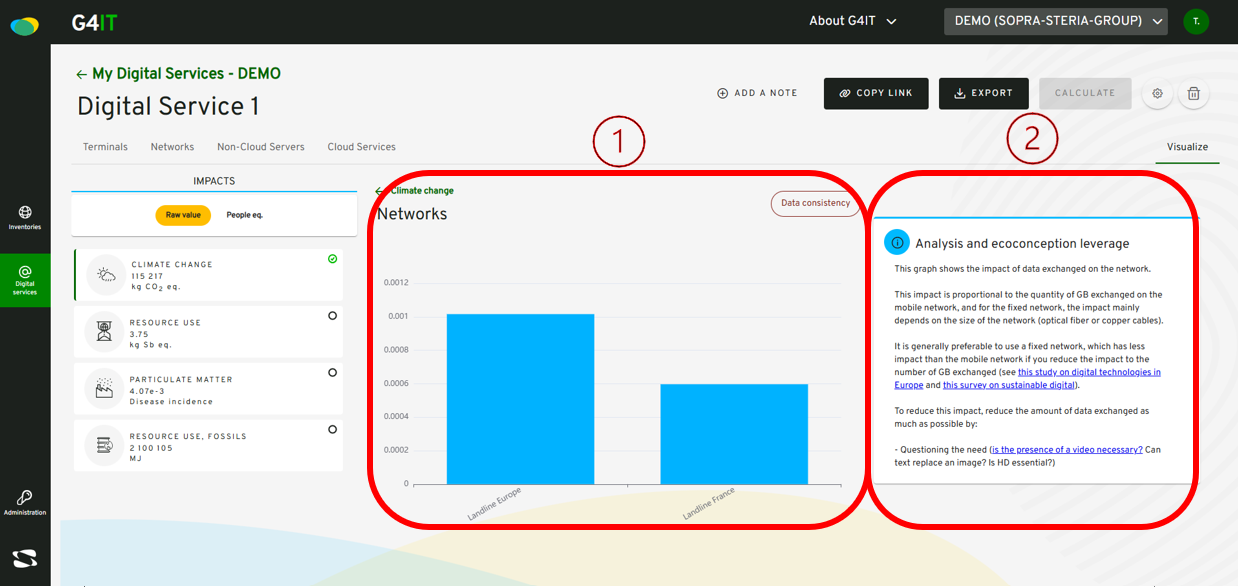 G4IT
About G4IT
DEMO (SOPRA-STERIA-GROUP)
T.
My Digital Services - DEMO
Digital Service 1
ADD A NOTE
COPY LINK
EXPORT
CALCULATE
1
2
Terminals
Networks
Non-Cloud Servers
Cloud Services
Visualize
Inventories
Digital
services
Administration
IMPACTS
Raw value
People eq.
CLIMATE CHANGE
115 217
kg CO2 eq.
RESOURCE USE
3.75
kg Sb eq.
PARTICULATE MATTER
4.07e-3
Disease incidence
RESOURCE USE, FOSSILS
2 100 105
MJ
Climate change
Networks
Data consistency
0.0012
0.001
0.0008
0.0006
0.0004
0.0002
0
Landline Europe
Landline France
Analysis and ecoconception leverage
This graph shows the impact of data exchanged on the network.
This impact is proportional to the quantity of GB exchanged on the
mobile network, and for the fixed network, the impact mainly
depends on the size of the network (optical fiber or copper cables).
It is generally preferable to use a fixed network, which has less
impact than the mobile network if you reduce the impact to the
number of GB exchanged (see this study on digital technologies in
Europe and this survey on sustainable digital).
To reduce this impact, reduce the amount of data exchanged as
much as possible by:
- Questioning the need (is the presence of a video necessary? Can
text replace an image? Is HD essential?)